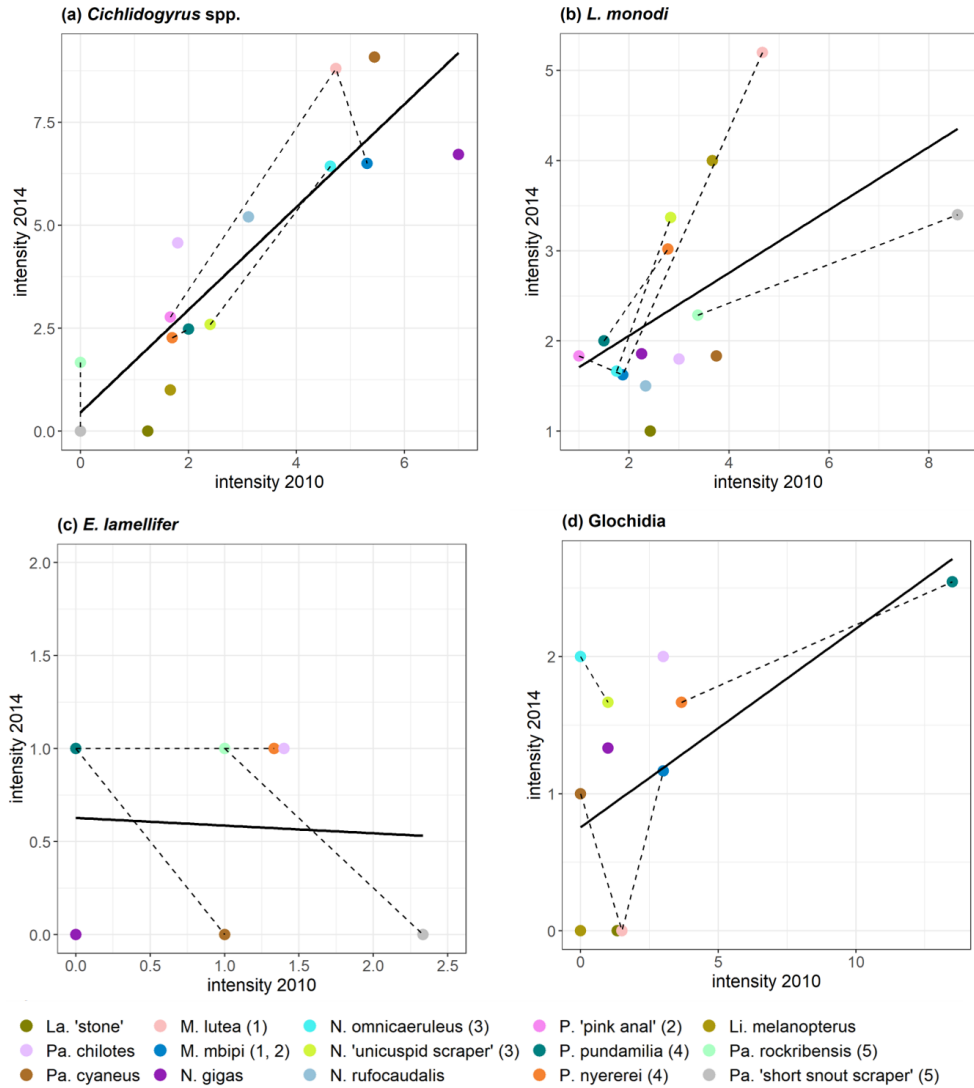 (a) Cichlidogyrus spp.
7.5
5.0
2.5
0.0
intensity 2014
0 2 4 6
intensity 2010
(b) L. monodi
5
4
3
2
1
intensity 2014
2 4 6 8
intensity 2010
(c) E. lamellifer
2.0
1.5
1.0
0.5
0.0
intensity 2014
0.0 0.5 1.0 1.5 2.0 2.5
intensity 2010
(d) Glochidia
2
1
0
intensity 2014
0 5 10
intensity 2010
La. 'stone' M. lutea (1) N. omnicaeruleus (3) P. 'pink anal' (2) Li. melanopterus
Pa. chilotes M. mbipi (1, 2) N. 'unicuspid scraper' (3) P. pundamilia (4) Pa. rockribensis (5)
Pa. cyaneus N. gigas N. rufocaudalis P. nyererei (4) Pa. 'short snout scraper' (5)